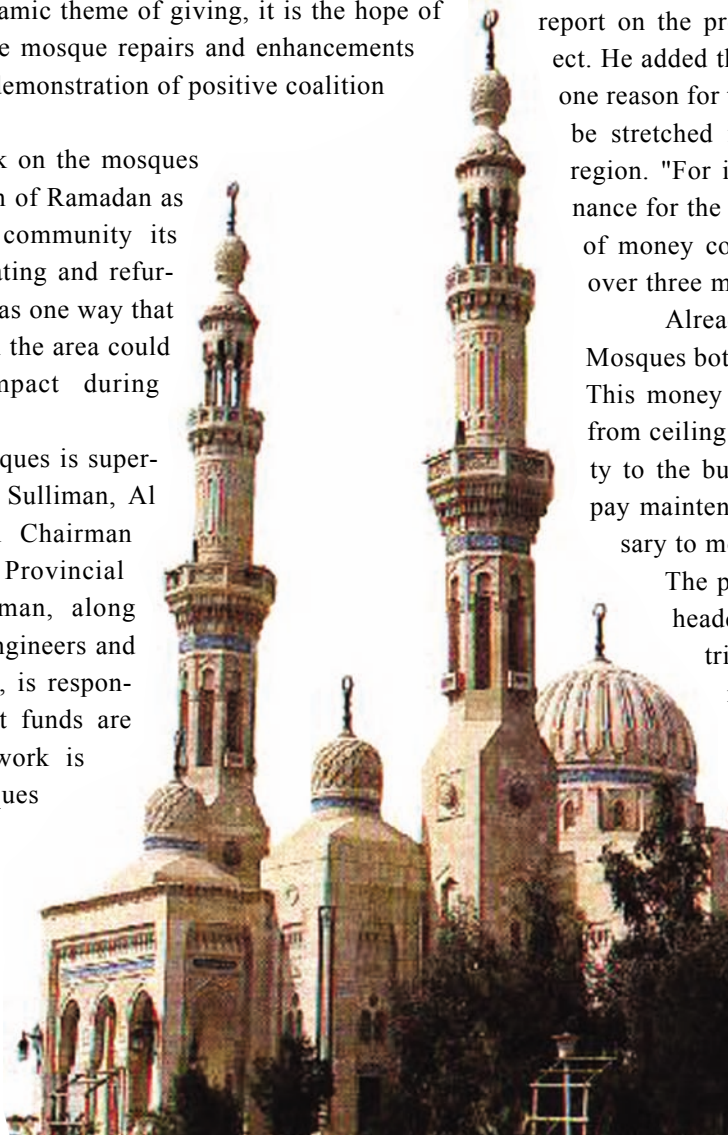 amic theme of giving, it is the hope of
e mosque repairs and enhancements
demonstration of positive coalition
k on the mosques
n of Ramadan as
community its
ating and refur-
as one way that
the area could
mpact during
ques is super-
Sulliman, Al
Chairman
Provincial
man, along
ngineers and
, is respon-
t funds are
work is
ues
report on the pr
ect. He added th
one reason for
be stretched
region. "For i
nance for the
of money co
over three m
Alrea
Mosques bot
This money
from ceiling
ty to the bu
pay mainten
sary to m
The p
head
tri